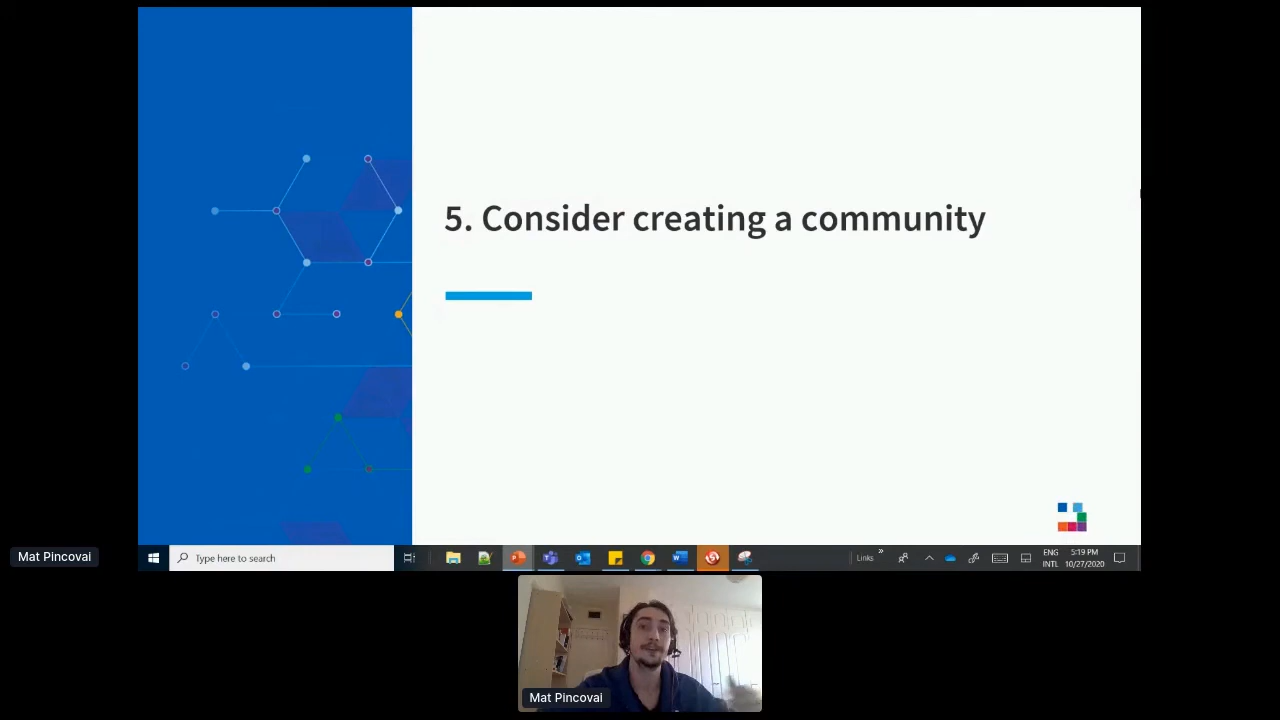 5. Consider creating a community
Mat Pincovai
Type here to search
Links
»
ENG
INTL
5:19 PM
10/27/2020
Mat Pincovai